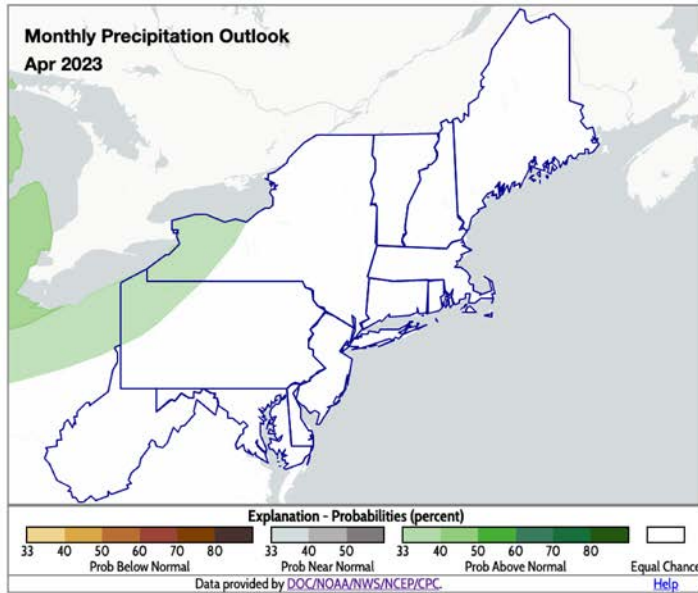 Monthly Precipitation Outlook
Apr 2023
Explanation - Probabilities (percent)
33 40 50 60 70 80 33 40 50 33 40 50 60 70 80
Prob Below Normal Prob Near Normal Prob Above Normal Equal Chance
Data provided by DOC/NOAA/NWS/NCEP/CPC. Help